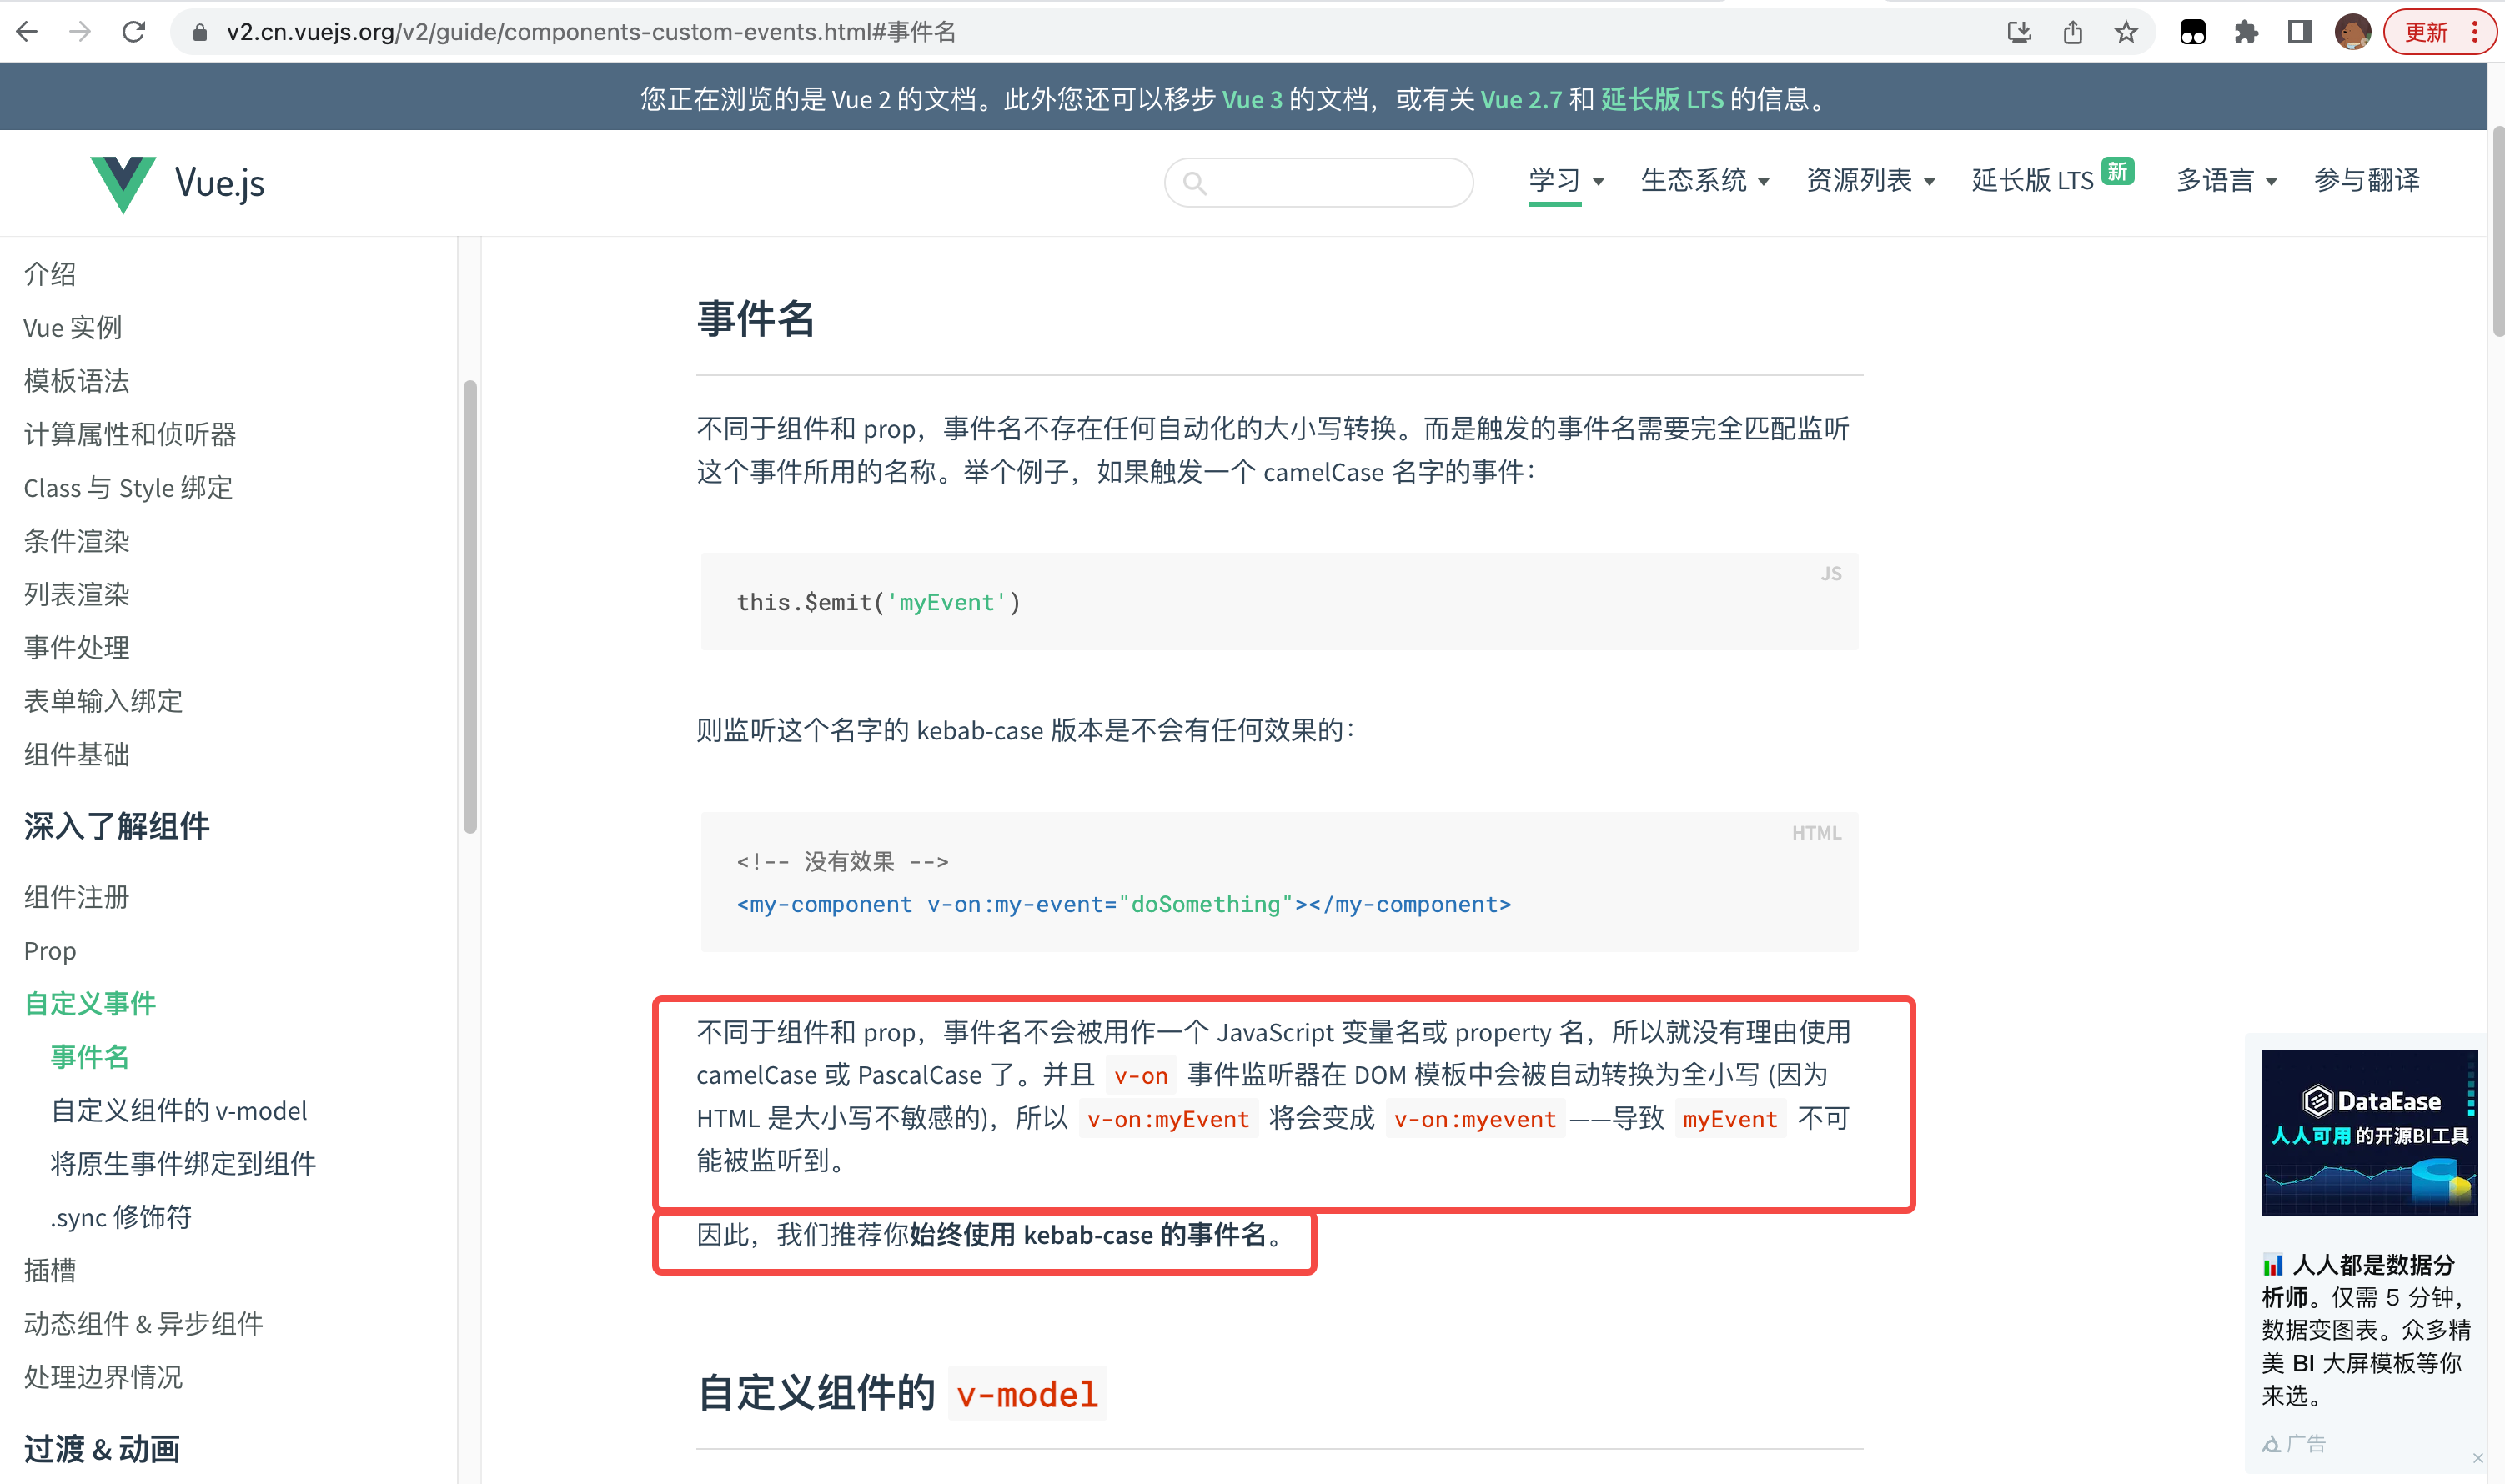 v2.cn.vuejs.org/v2/guide/components-custom-events.html#事件名
更新
您正在浏览的是 Vue 2 的文档。此外您还可以移步 Vue 3 的文档，或有关 Vue 2.7 和 延长版 LTS 的信息。
Vue.js
学习
生态系统
资源列表
延长版 LTS 新
多语言
参与翻译
介绍
Vue 实例
模板语法
计算属性和侦听器
Class 与 Style 绑定
条件渲染
列表渲染
事件处理
表单输入绑定
组件基础
深入了解组件
组件注册
Prop
自定义事件
事件名
自定义组件的 v-model
将原生事件绑定到组件
.sync 修饰符
插槽
动态组件 & 异步组件
处理边界情况
过渡 & 动画
事件名
不同于组件和 prop，事件名不存在任何自动化的大小写转换。而是触发的事件名需要完全匹配监听
这个事件所用的名称。举个例子，如果触发一个 camelCase 名字的事件：
JS
this.$emit('myEvent')
则监听这个名字的 kebab-case 版本是不会有任何效果的：
HTML
<!-- 没有效果 -->
<my-component v-on:my-event="doSomething"></my-component>
不同于组件和 prop，事件名不会被用作一个 JavaScript 变量名或 property 名，所以就没有理由使用
camelCase 或 PascalCase 了。并且 v-on 事件监听器在 DOM 模板中会被自动转换为全小写 (因为
HTML 是大小写不敏感的)，所以 v-on:myEvent 将会变成 v-on:myevent——导致 myEvent 不可
能被监听到。
因此，我们推荐你始终使用 kebab-case 的事件名。
自定义组件的 v-model
DataEase
人人可用的开源BI工具
人人都是数据分
析师。仅需 5 分钟，
数据变图表。众多精
美 BI 大屏模板等你
来选。
广告